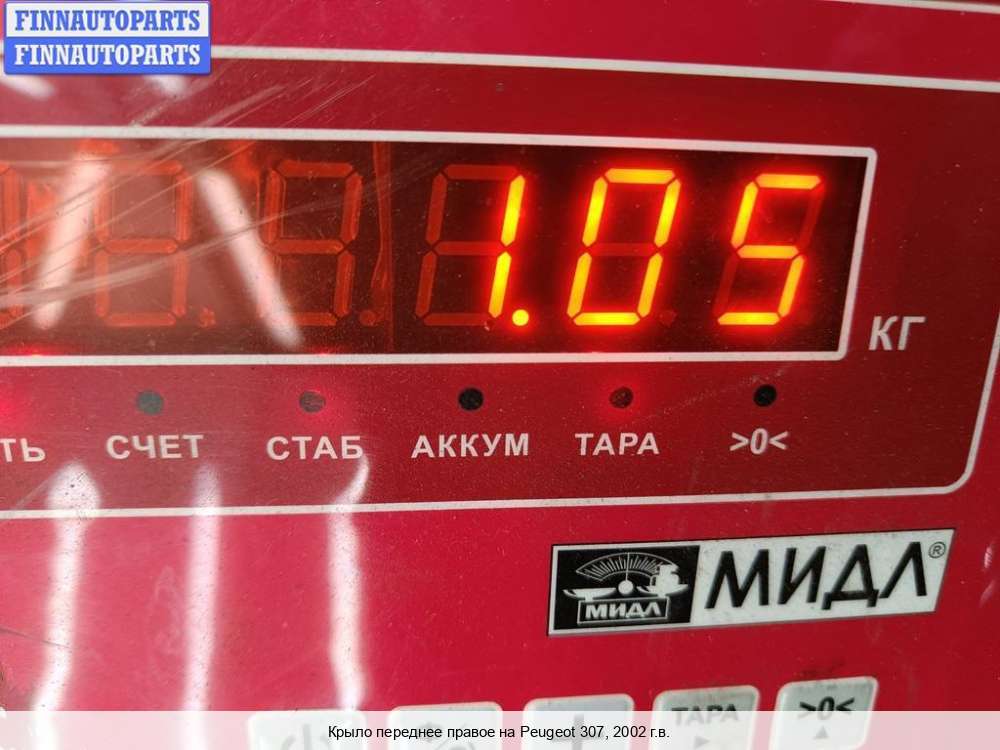 FINNAUTOPARTS
FINNAUTOPARTS
1.05
КГ
ТЬ СЧЕТ СТАБ АККУМ ТАРА >0<
МИДЛ МИДЛ®
ТАРА >0<
Крыло переднее правое на Peugeot 307, 2002 г.в.